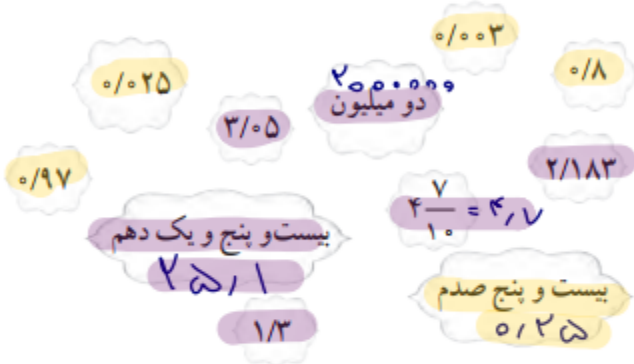 ۰/۰۰۳
۰/۸
۰/۰۲۵
۲۰۰۰۰۰۰
دو میلیون
۳/۰۵
۲/۱۸۳
۰/۹۷
۴ ۷/۱۰ = ۴,۷
بیست‌و پنج و یک دهم
۲۵,۱
بیست و پنج صدم
۰,۲۵
۱/۳